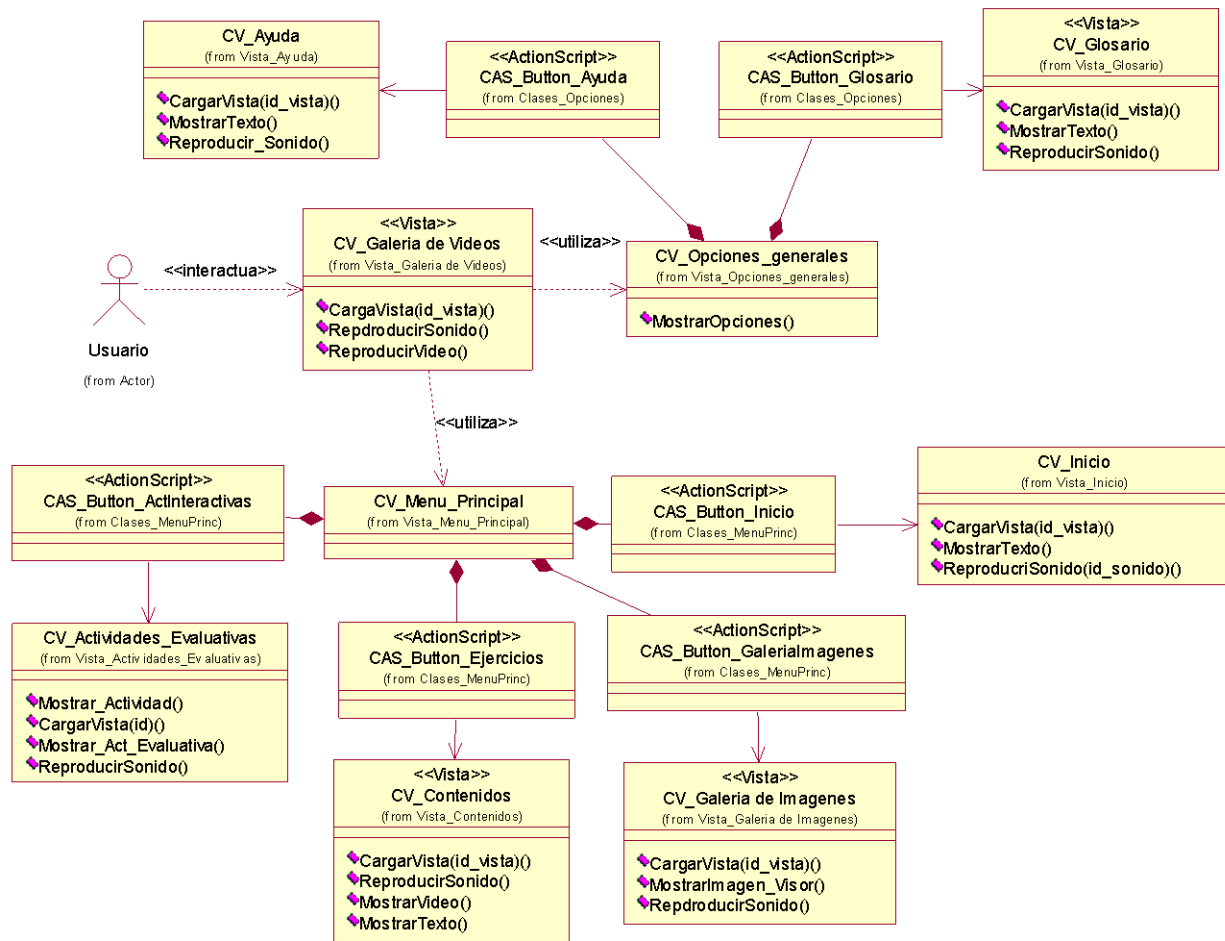 CV_Ayuda
(from Vista_Ayuda)
CargarVista(id_vista)()
MostrarTexto()
Reproducir_Sonido()
<<ActionScript>>
CAS_Button_Ayuda
(from Clases_Opciones)
<<ActionScript>>
CAS_Button_Glosario
(from Clases_Opciones)
<<Vista>>
CV_Glosario
(from Vista_Glosario)
CargarVista(id_vista)()
MostrarTexto()
ReproducirSonido()
Usuario
(from Actor)
<<interactua>>
<<Vista>>
CV_Galeria de Videos
(from Vista_Galeria de Videos)
CargaVista(id_vista)()
RepdroducirSonido()
ReproducirVideo()
<<utiliza>>
CV_Opciones_generales
(from Vista_Opciones_generales)
MostrarOpciones()
<<utiliza>>
<<ActionScript>>
CAS_Button_ActInteractivas
(from Clases_MenuPrinc)
CV_Menu_Principal
(from Vista_Menu_Principal)
<<ActionScript>>
CAS_Button_Inicio
(from Clases_MenuPrinc)
CV_Inicio
(from Vista_Inicio)
CargarVista(id_vista)()
MostrarTexto()
ReproducriSonido(id_sonido)()
CV_Actividades_Evaluativas
(from Vista_Actividades_Evaluativas)
Mostrar_Actividad()
CargarVista(id)()
Mostrar_Act_Evaluativa()
ReproducirSonido()
<<ActionScript>>
CAS_Button_Ejercicios
(from Clases_MenuPrinc)
<<ActionScript>>
CAS_Button_GaleriaImagenes
(from Clases_MenuPrinc)
<<Vista>>
CV_Contenidos
(from Vista_Contenidos)
CargarVista(id_vista)()
ReproducirSonido()
MostrarVideo()
MostrarTexto()
<<Vista>>
CV_Galeria de Imagenes
(from Vista_Galeria de Imagenes)
CargarVista(id_vista)()
MostrarImagen_Visor()
RepdroducirSonido()